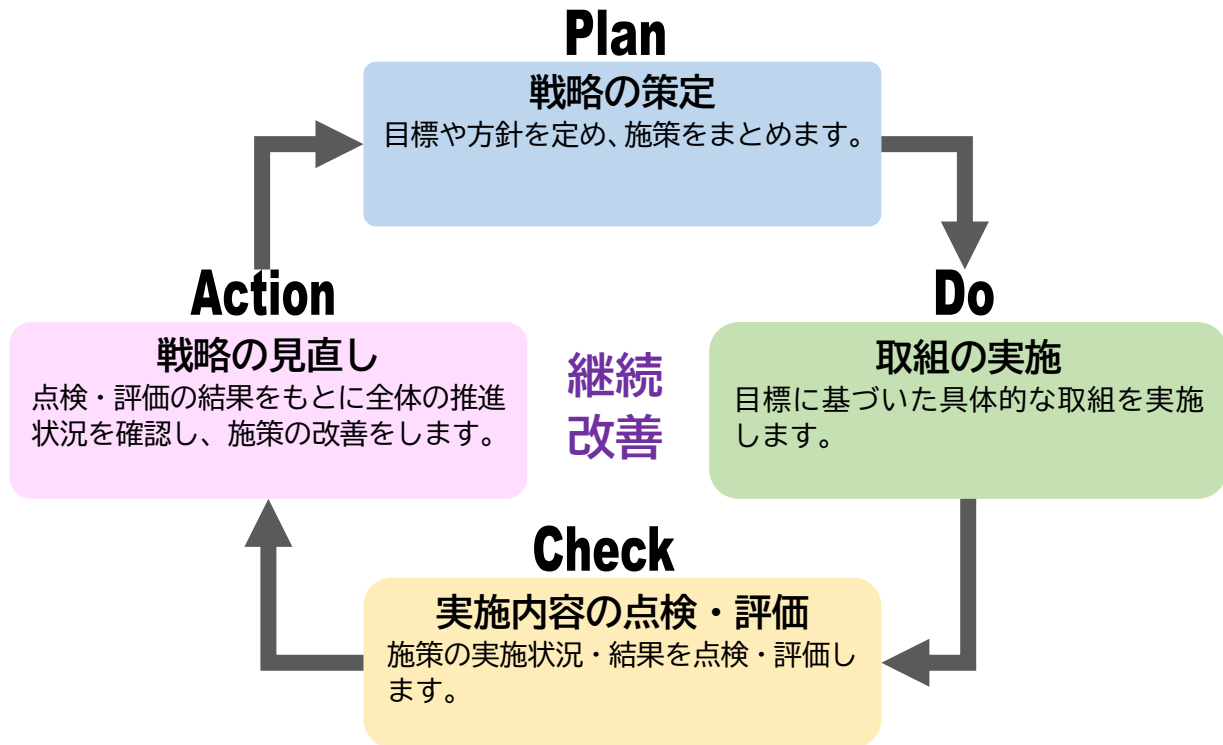 Plan
戦略の策定
目標や方針を定め、施策をまとめます。
Do
取組の実施
目標に基づいた具体的な取組を実施
します。
Check
実施内容の点検・評価
施策の実施状況・結果を点検・評価し
ます。
Action
戦略の見直し
点検・評価の結果をもとに全体の推進
状況を確認し、施策の改善をします。
継続
改善